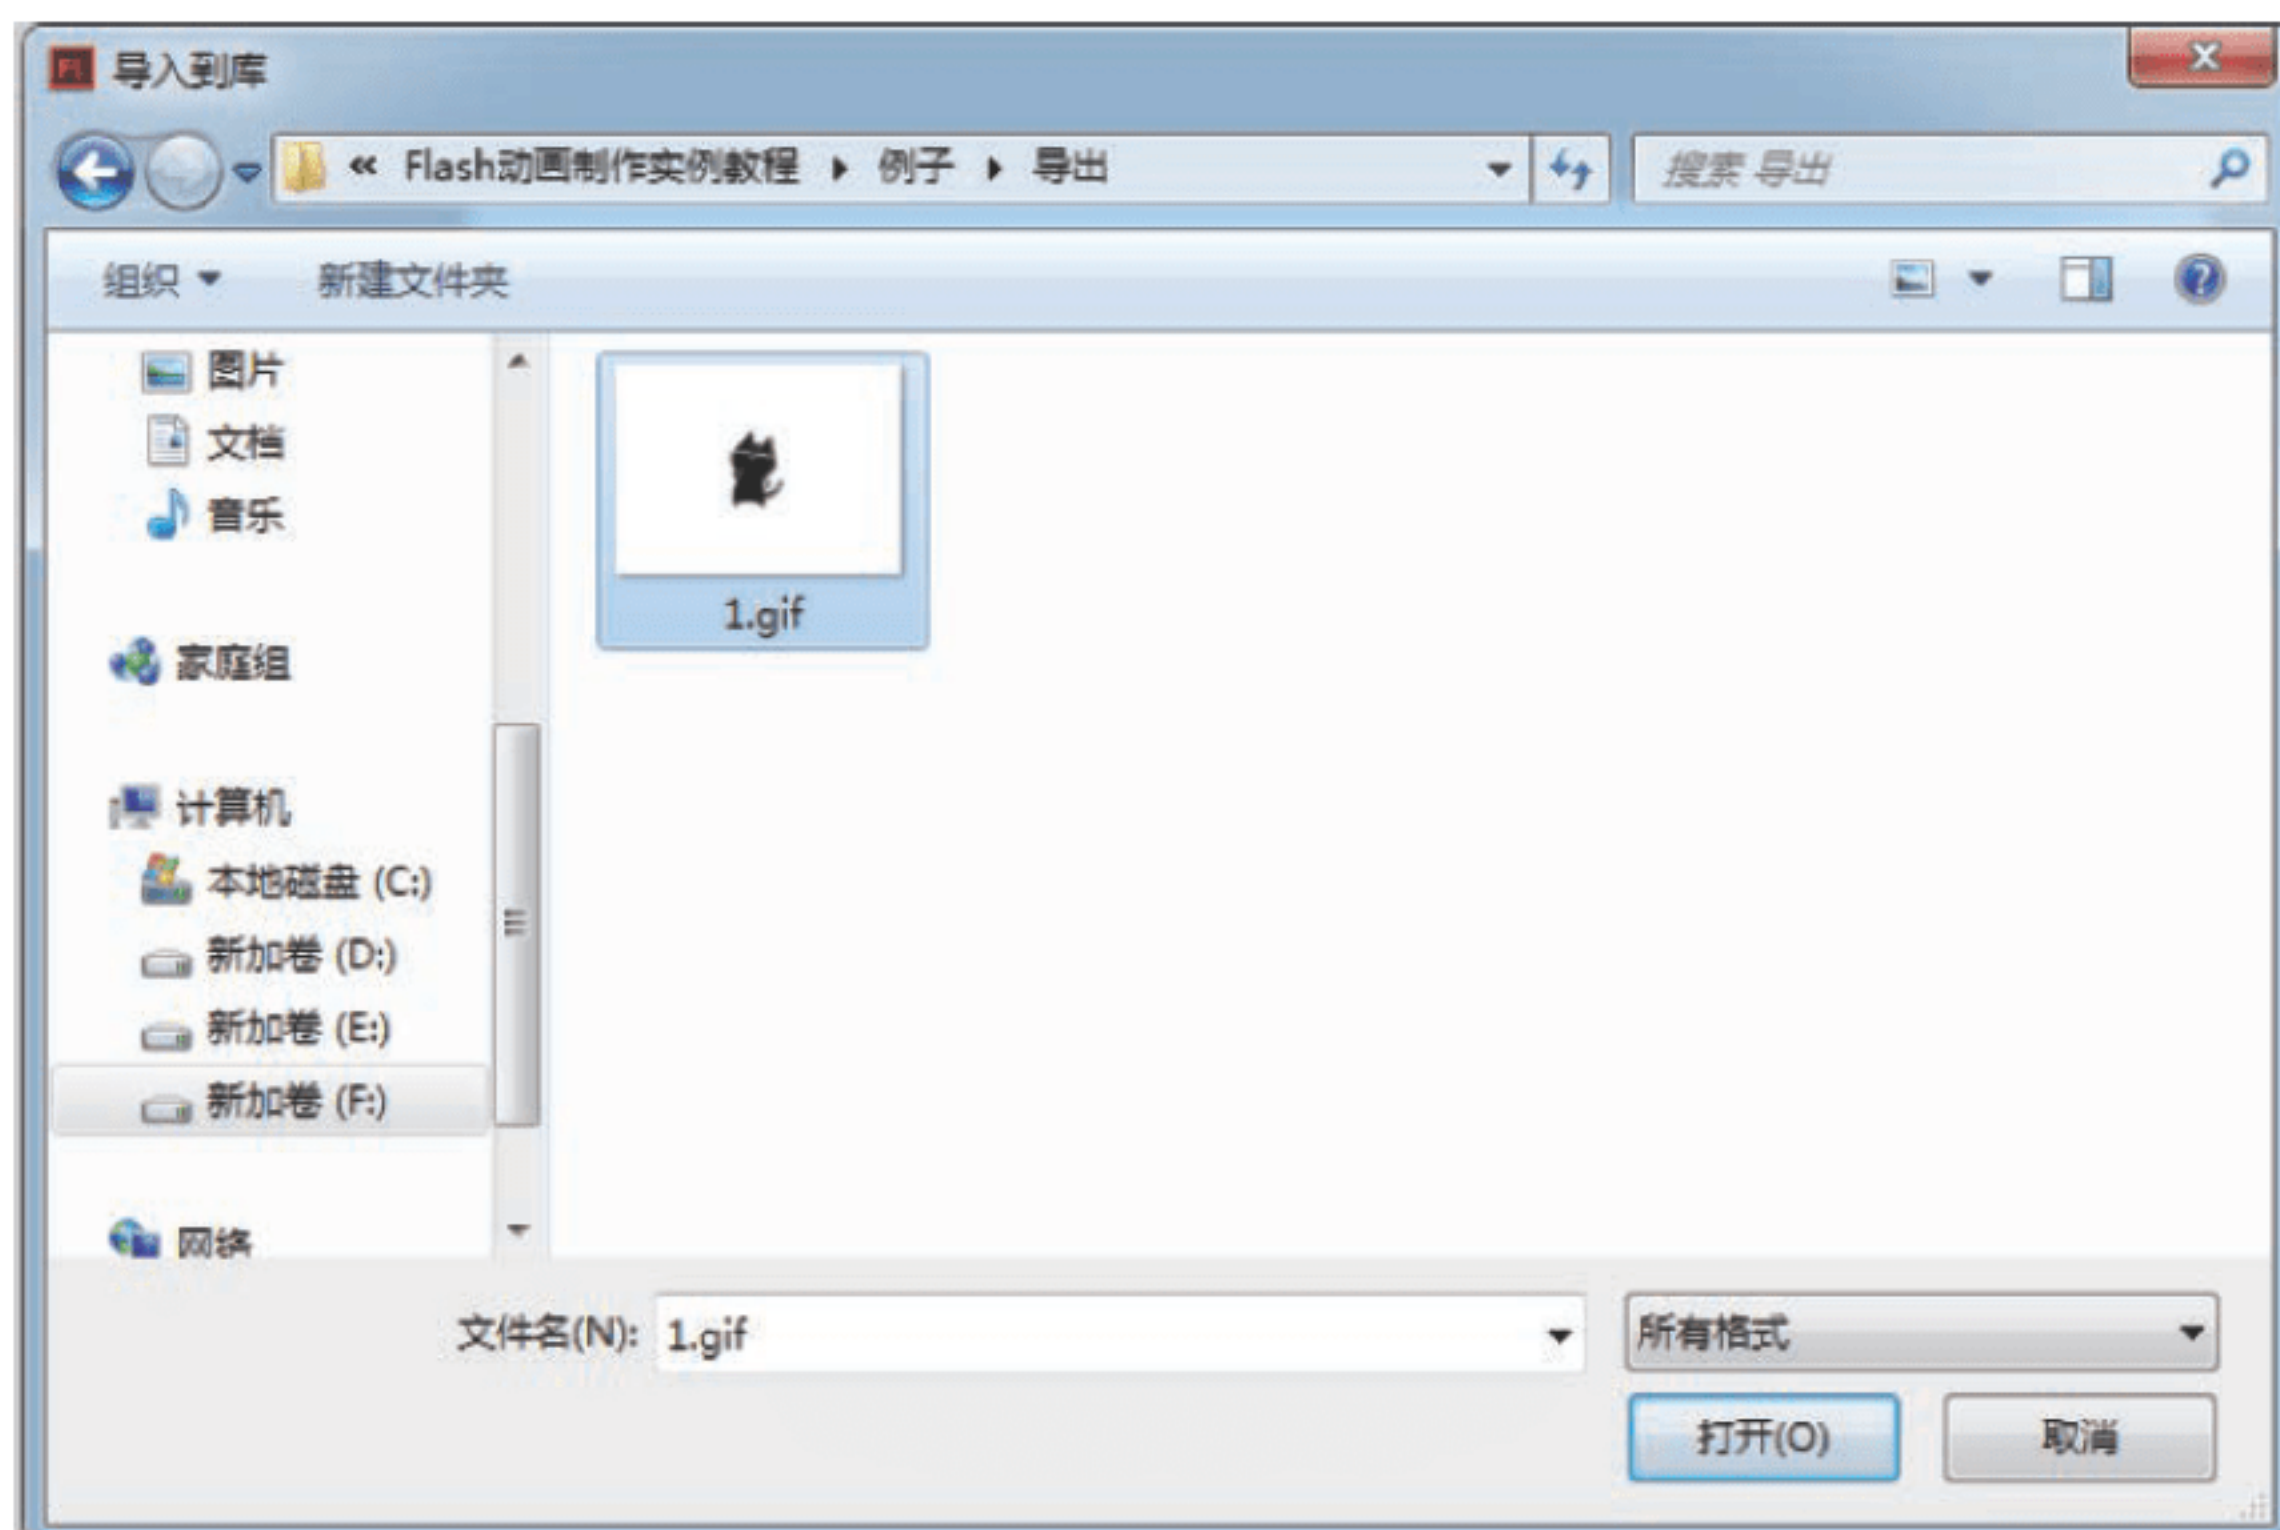 Fl 导入到库
« Flash动画制作实例教程 ▸ 例子 ▸ 导出
搜索 导出
组织 新建文件夹
图片
文档
音乐
家庭组
计算机
本地磁盘 (C:)
新加卷 (D:)
新加卷 (E:)
新加卷 (F:)
网络
1.gif
文件名(N): 1.gif
所有格式
打开(O) 取消